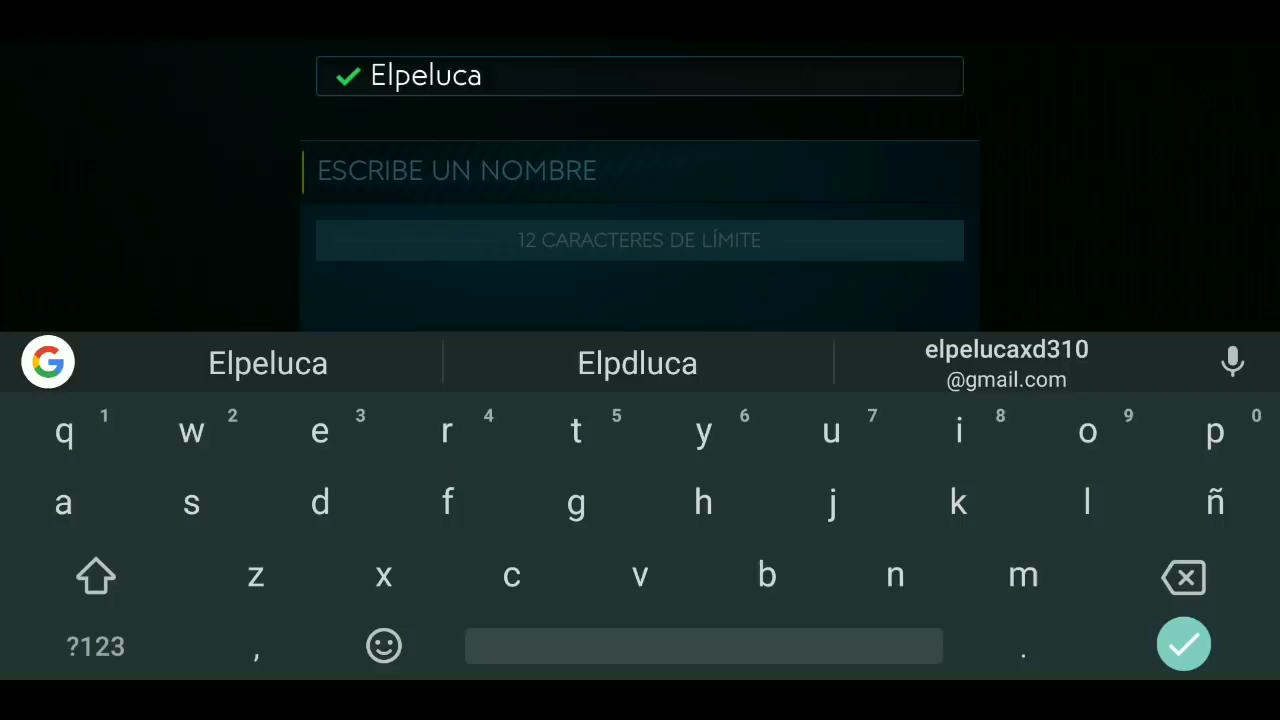 Elpeluca
ESCRIBE UN NOMBRE
12 CARACTERES DE LÍMITE
Elpeluca Elpdluca elpelucaxd310
@gmail.com
q 1 w 2 e 3 r 4 t 5 y 6 u 7 i 8 o 9 p 0
a s d f g h j k l ñ
z x c v b n m
?123 , .